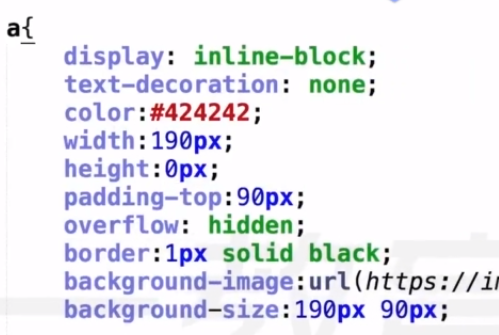 a{
display: inline-block;
text-decoration: none;
color:#424242;
width:190px;
height:0px;
padding-top:90px;
overflow: hidden;
border:1px solid black;
background-image:url(https://
background-size:190px 90px;